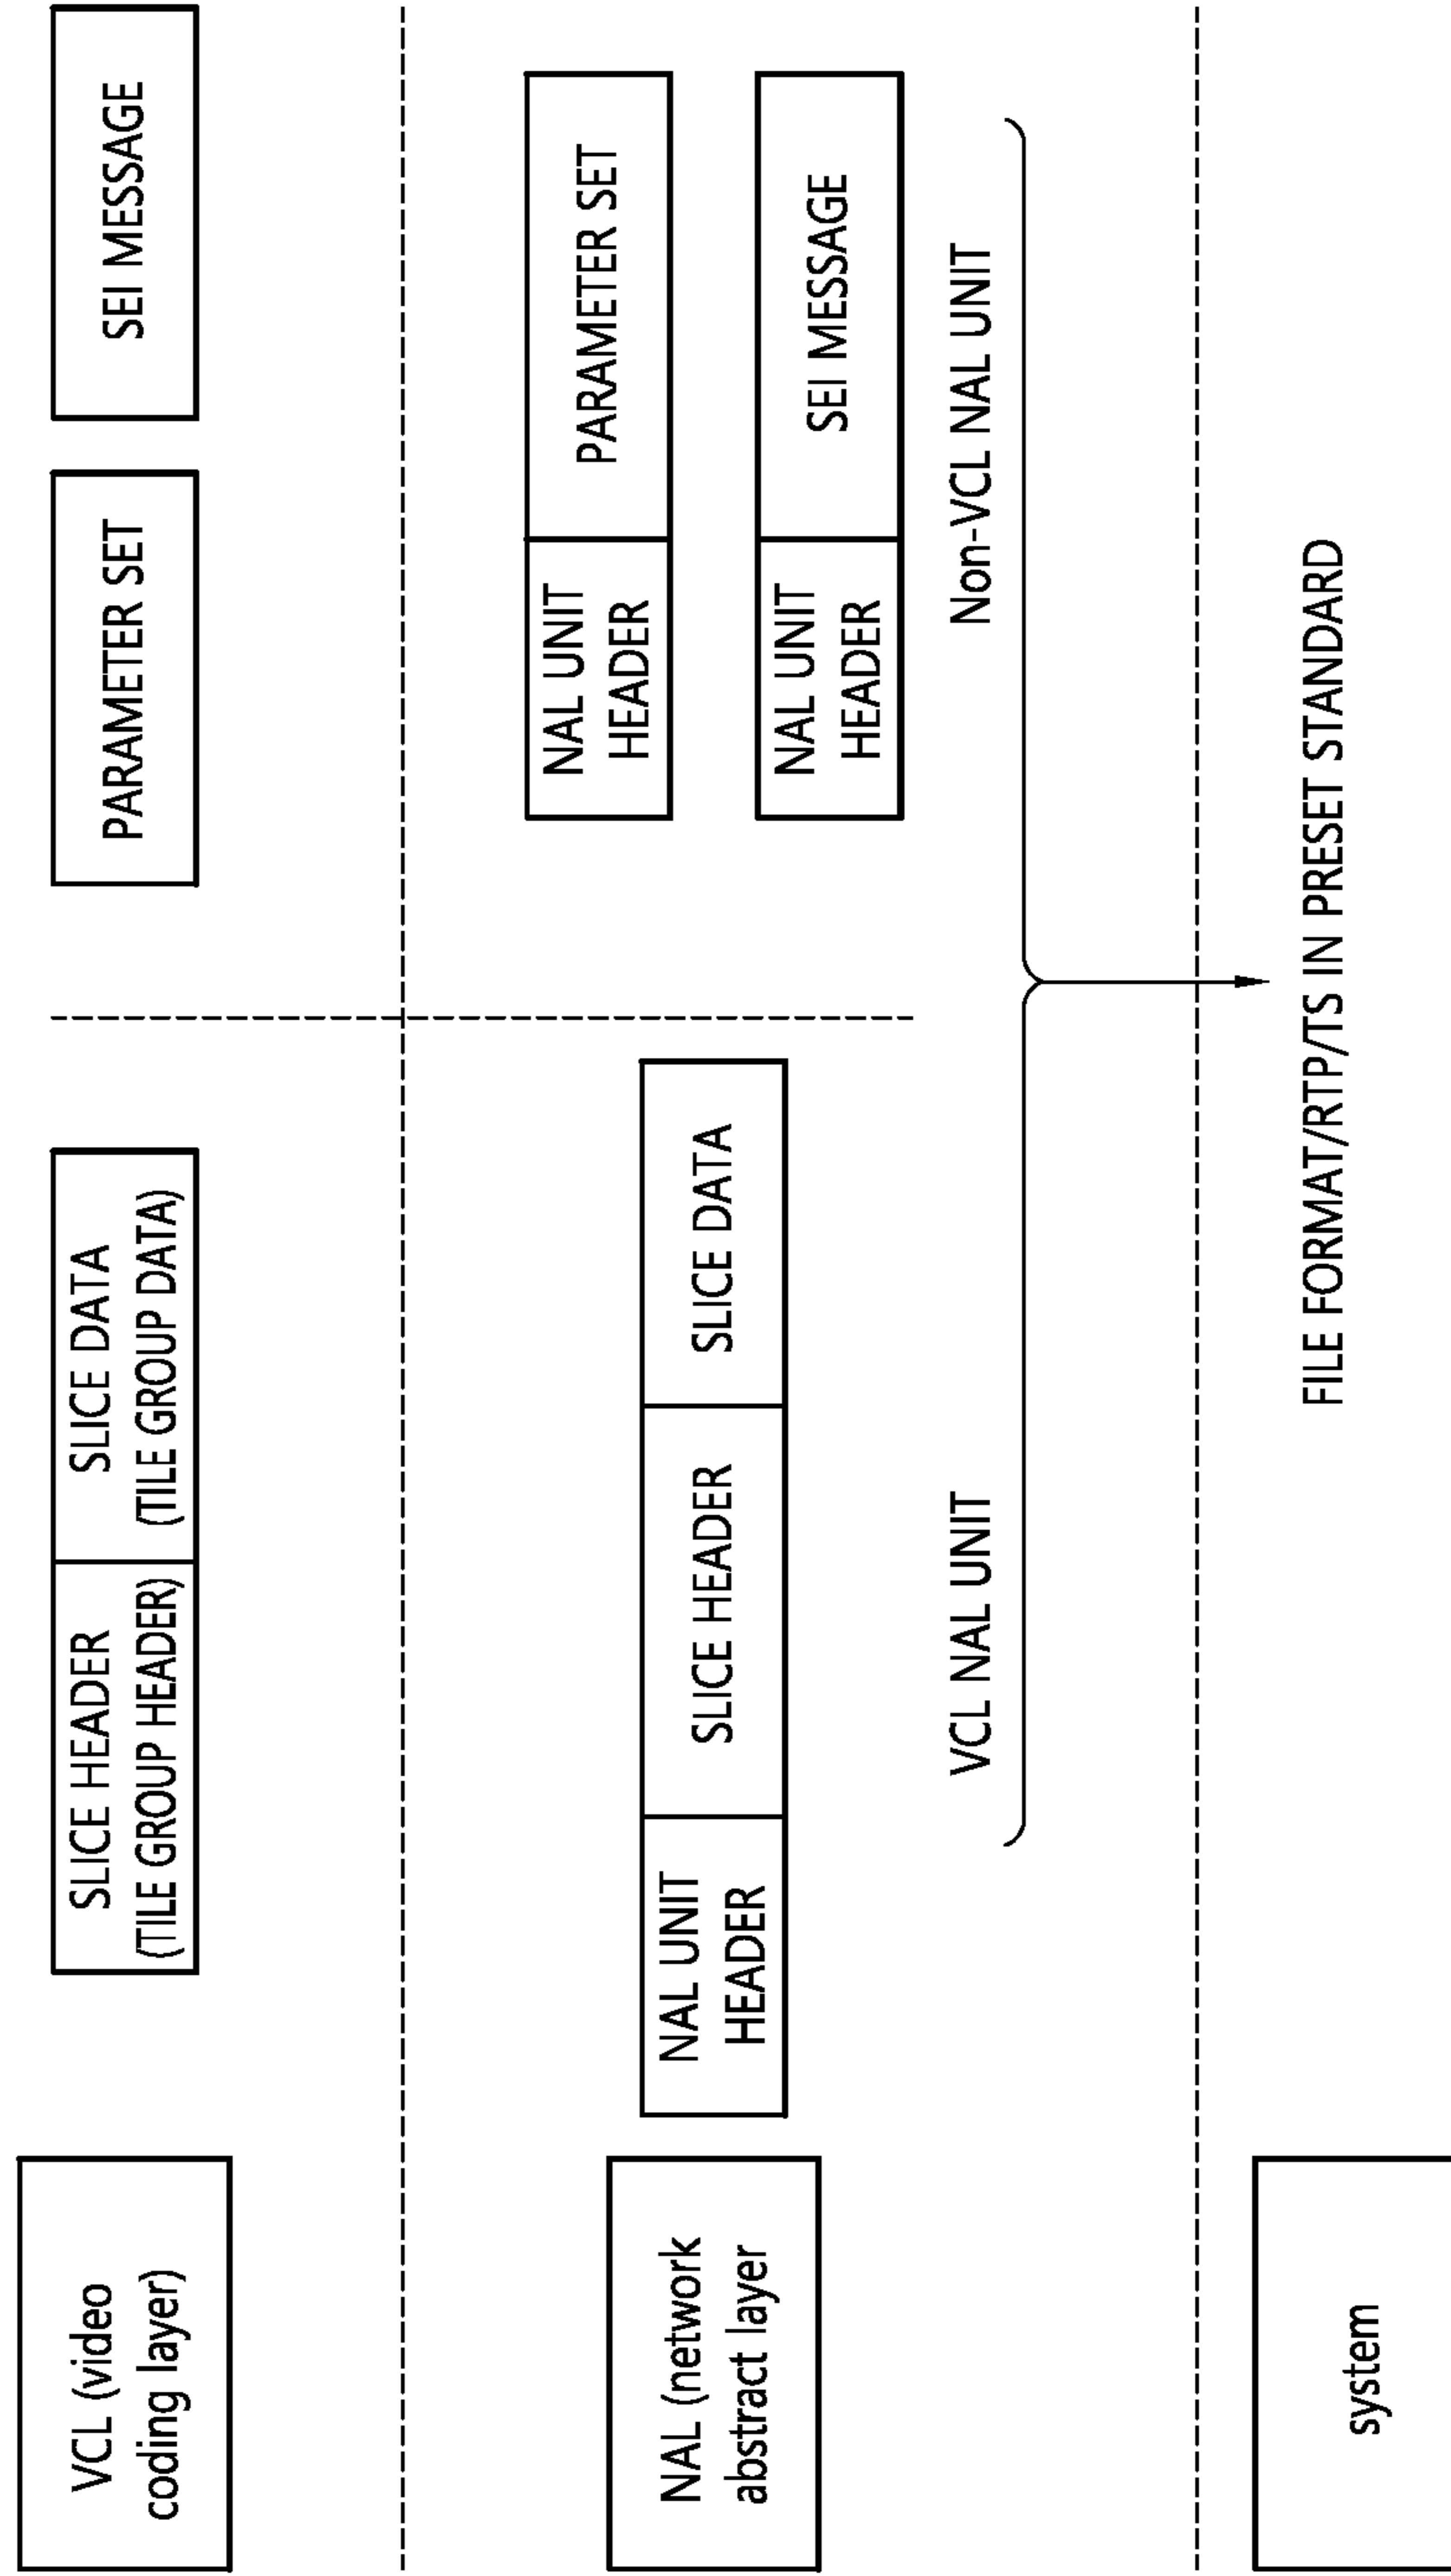 VCL (video
coding layer)
SLICE HEADER
(TILE GROUP HEADER)
SLICE DATA
(TILE GROUP DATA)
PARAMETER SET
SEI MESSAGE
NAL (network
abstract layer
NAL UNIT
HEADER
SLICE HEADER
SLICE DATA
NAL UNIT
HEADER
PARAMETER SET
NAL UNIT
HEADER
SEI MESSAGE
VCL NAL UNIT
Non-VCL NAL UNIT
system
FILE FORMAT/RTP/TS IN PRESET STANDARD